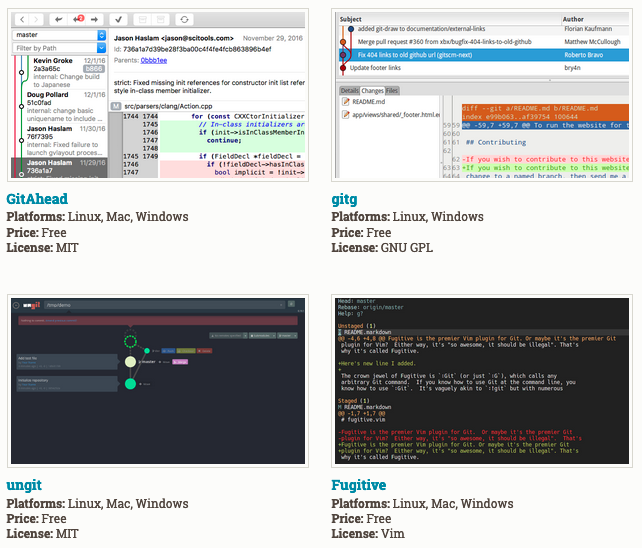 master
Filter by Path
Kevin Groke 12/1/16
2a3a65c
internal: Change build
to Japanese
Doug Pollard 12/1/16
51c0fad
internal: change basic
uniquename to include ...
Jason Haslam 11/30/16
76f7395
internal: Fixed failure to
launch gvlayout proces...
Jason Haslam 11/29/16
736a1a7
Jason Haslam <jason@scitools.com> November 29, 2016
Id: 736a1a7d39be28f3ba00c4f4fe4fcb863896b4ef
Parents: 0bbb1ee
strict: Fixed missing init references for constructor init list refer
style in-class member initializer.
M src/parsers/clang/Action.cpp
1744 1744 for (const CXXCtorInitializer
1745 // In-class initializers ar
1746 if (init->isInClassMemberIn
1747 continue;
1748
1745 1749 if (FieldDecl *fieldDecl =
1746 if (!fieldDecl->hasInClas
1747 bool implicit = !init->
GitAhead
Platforms: Linux, Mac, Windows
Price: Free
License: MIT
Subject Author
added git-draw to documentation/external-links Florian Kaufmann
Merge pull request #360 from xbx/bugfix-404-links-to-old-github Matthew McCullough
Fix 404 links to old github url (gitscm-next) Roberto Bravo
Update footer links bry4n
Details Changes Files
README.md
app/views/shared/_footer.html.e
diff --git a/README.md b/README.md
index e99b063..af39754 100644
@@ -59,7 +59,7 @@ To run the website for t
## Contributing
-If you wish to contribute to this website
+If you wish to contribute to this website
change to a named branch, then send me a
gitg
Platforms: Linux, Windows
Price: Free
License: GNU GPL
ungit
ungit
Platforms: Linux, Mac, Windows
Price: Free
License: MIT
Head: master
Rebase: origin/master
Help: g?
Unstaged (1)
M README.markdown
@@ -4,6 +4,8 @@ Fugitive is the premier Vim plugin for Git. Or maybe it's the premier Git
plugin for Vim? Either way, it's "so awesome, it should be illegal". That's
why it's called Fugitive.
+Here's new line I added.
+
The crown jewel of Fugitive is `:Git` (or just `:G`), which calls any
arbitrary Git command. If you know how to use Git at the command line, you
know how to use `:Git`. It's vaguely akin to `:!git` but with numerous
Staged (1)
M README.markdown
@@ -1,7 +1,7 @@
# fugitive.vim
-Fugitive is the premier Vim plugin for Git. Or maybe it's the premier Git
-plugin for Vim? Either way, it's "so awesome, it should be illegal". That's
+Fugitive is the premier Vim plugin for Git. Or maybe it's the premier Git
+plugin for Vim? Either way, it's "so awesome, it should be illegal". That's
why it's called Fugitive.
Fugitive
Platforms: Linux, Mac, Windows
Price: Free
License: Vim